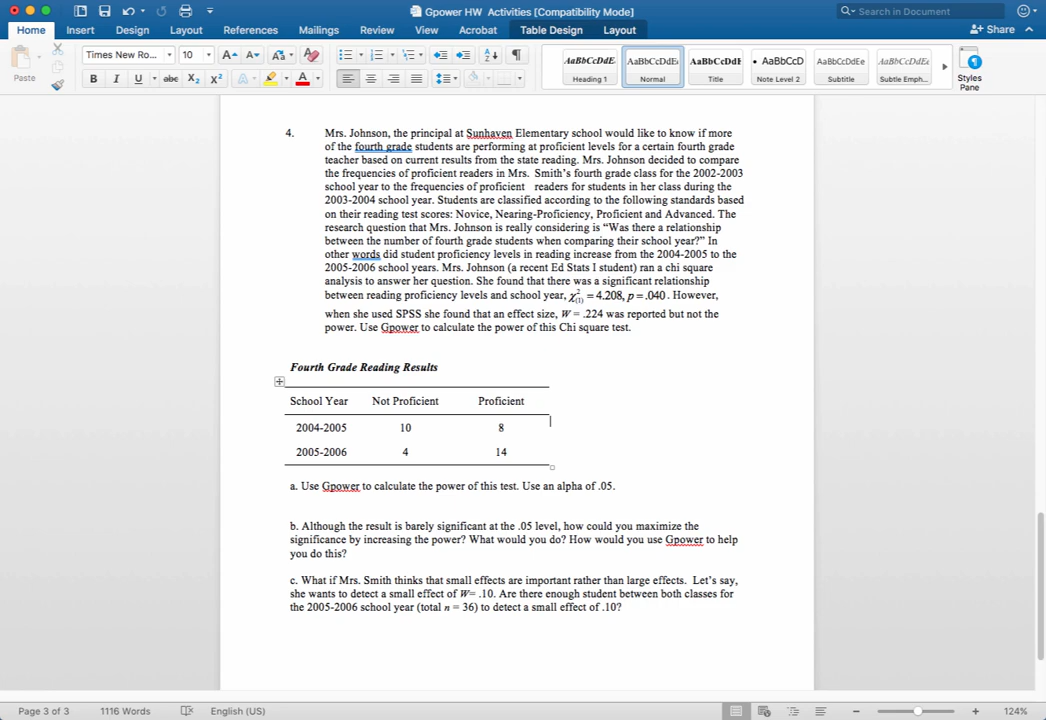 Gpower HW Activities [Compatibility Mode]
Search in Document
Home Insert Design Layout References Mailings Review View Acrobat Table Design Layout
Share
Paste
Times New Ro... 10
B I U abc X2 X2 A A
AaBbCcDdE. AaBbCcDdEe AaBbCcDdE AaBbCcD AaBbCcDdEe AaBbCcDdEe
Heading 1 Normal Title Note Level 2 Subtitle Subtle Emph...
Styles
Pane
4. Mrs. Johnson, the principal at Sunhaven Elementary school would like to know if more
of the fourth grade students are performing at proficient levels for a certain fourth grade
teacher based on current results from the state reading. Mrs. Johnson decided to compare
the frequencies of proficient readers in Mrs. Smith's fourth grade class for the 2002-2003
school year to the frequencies of proficient readers for students in her class during the
2003-2004 school year. Students are classified according to the following standards based
on their reading test scores: Novice, Nearing-Proficiency, Proficient and Advanced. The
research question that Mrs. Johnson is really considering is “Was there a relationship
between the number of fourth grade students when comparing their school year?” In
other words did student proficiency levels in reading increase from the 2004-2005 to the
2005-2006 school years. Mrs. Johnson (a recent Ed Stats I student) ran a chi square
analysis to answer her question. She found that there was a significant relationship
between reading proficiency levels and school year, χ²(1) = 4.208, p = .040. However,
when she used SPSS she found that an effect size, W = .224 was reported but not the
power. Use Gpower to calculate the power of this Chi square test.
Fourth Grade Reading Results
School Year Not Proficient Proficient
2004-2005 10 8
2005-2006 4 14
a. Use Gpower to calculate the power of this test. Use an alpha of .05.
b. Although the result is barely significant at the .05 level, how could you maximize the
significance by increasing the power? What would you do? How would you use Gpower to help
you do this?
c. What if Mrs. Smith thinks that small effects are important rather than large effects. Let's say,
she wants to detect a small effect of W= .10. Are there enough student between both classes for
the 2005-2006 school year (total n = 36) to detect a small effect of .10?
Page 3 of 3 1116 Words English (US) 124%